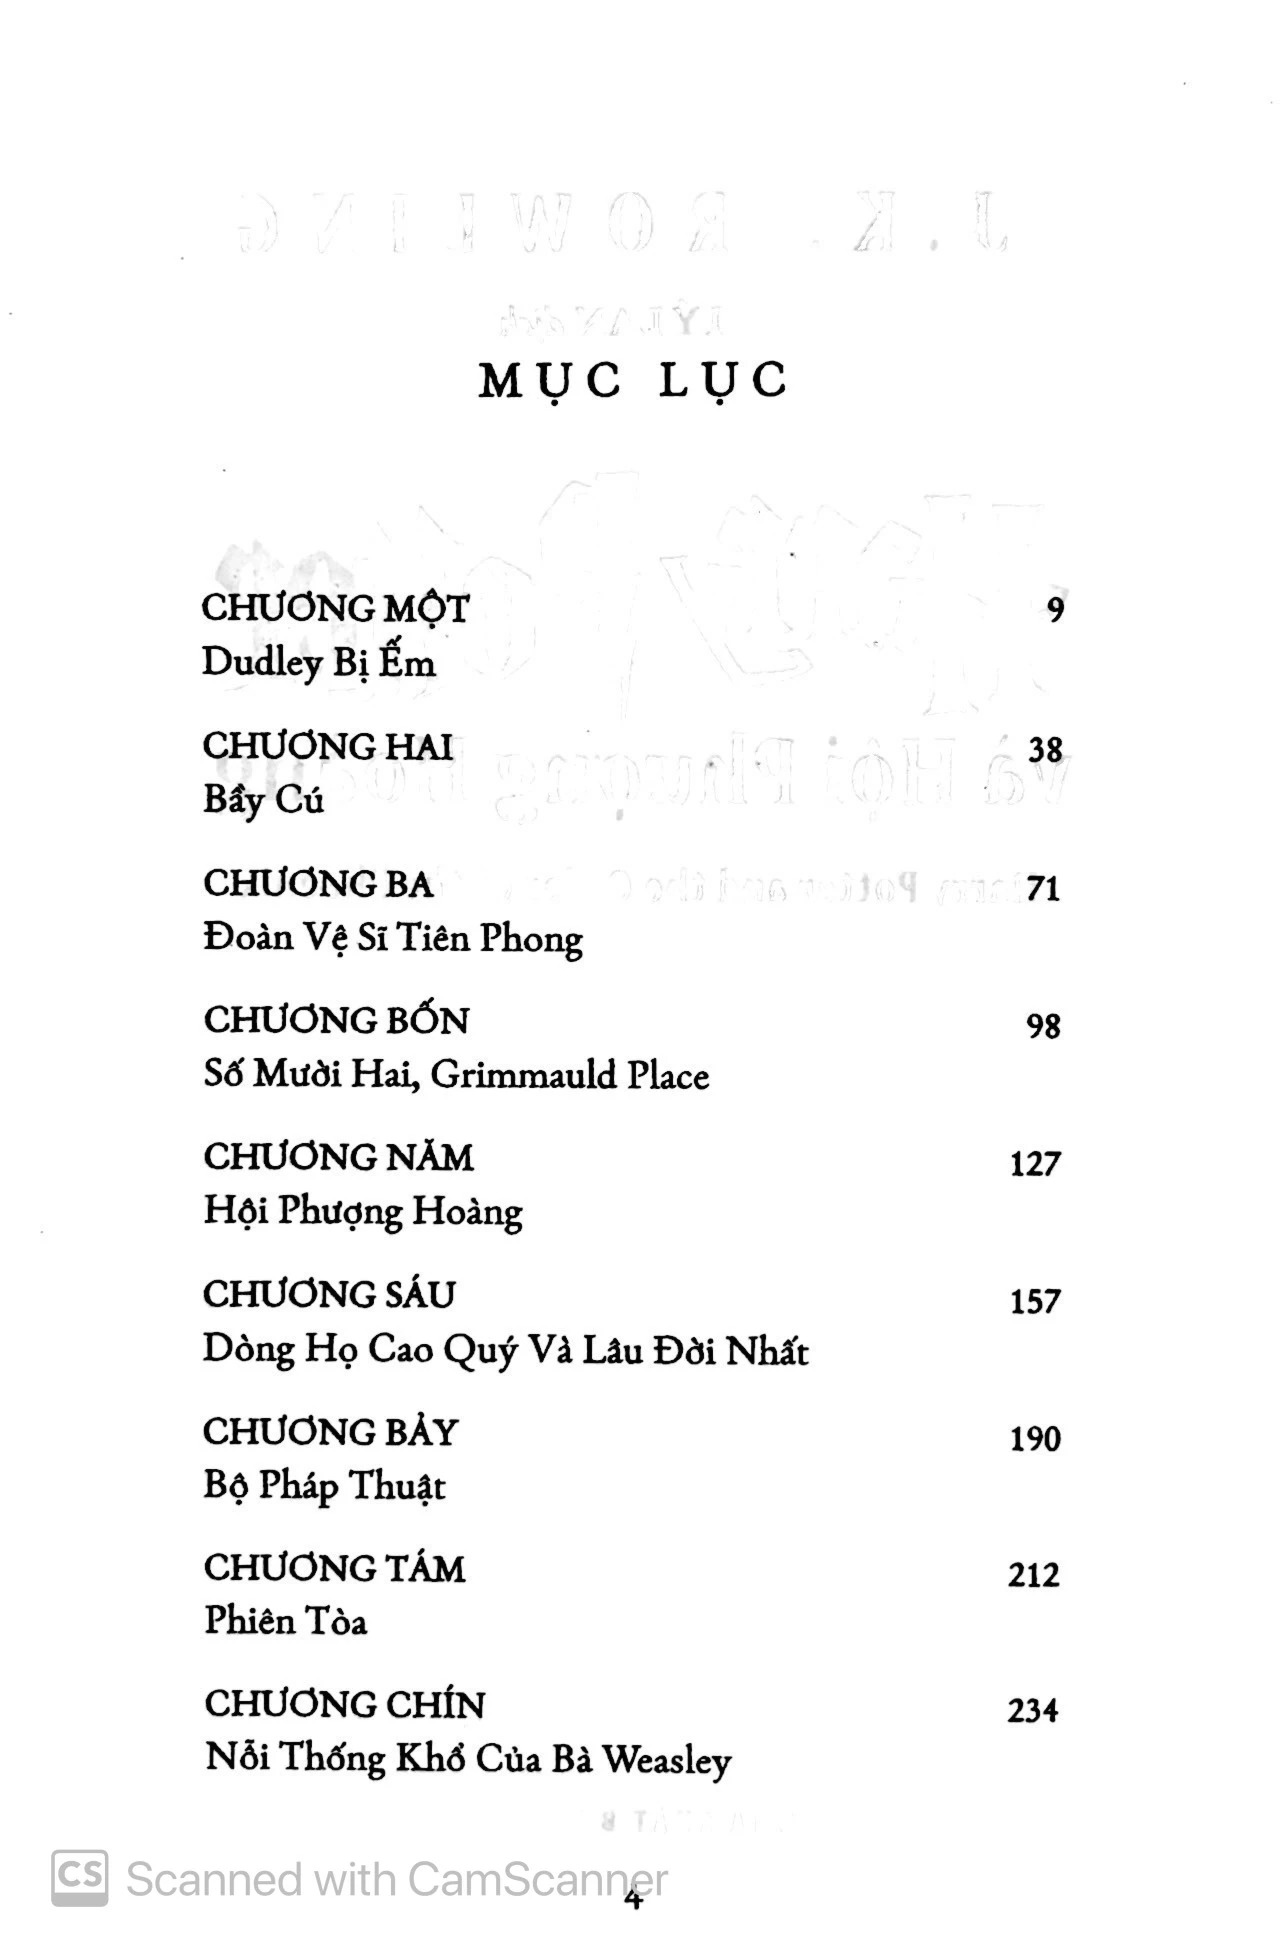 MỤC LỤC
CHƯƠNG MỘT 9
Dudley Bị Ếm
CHƯƠNG HAI 38
Bầy Cú
CHƯƠNG BA 71
Đoàn Vệ Sĩ Tiên Phong
CHƯƠNG BỐN 98
Số Mười Hai, Grimmauld Place
CHƯƠNG NĂM 127
Hội Phượng Hoàng
CHƯƠNG SÁU 157
Dòng Họ Cao Quý Và Lâu Đời Nhất
CHƯƠNG BẢY 190
Bộ Pháp Thuật
CHƯƠNG TÁM 212
Phiên Tòa
CHƯƠNG CHÍN 234
Nỗi Thống Khổ Của Bà Weasley
CS Scanned with CamScanner
4